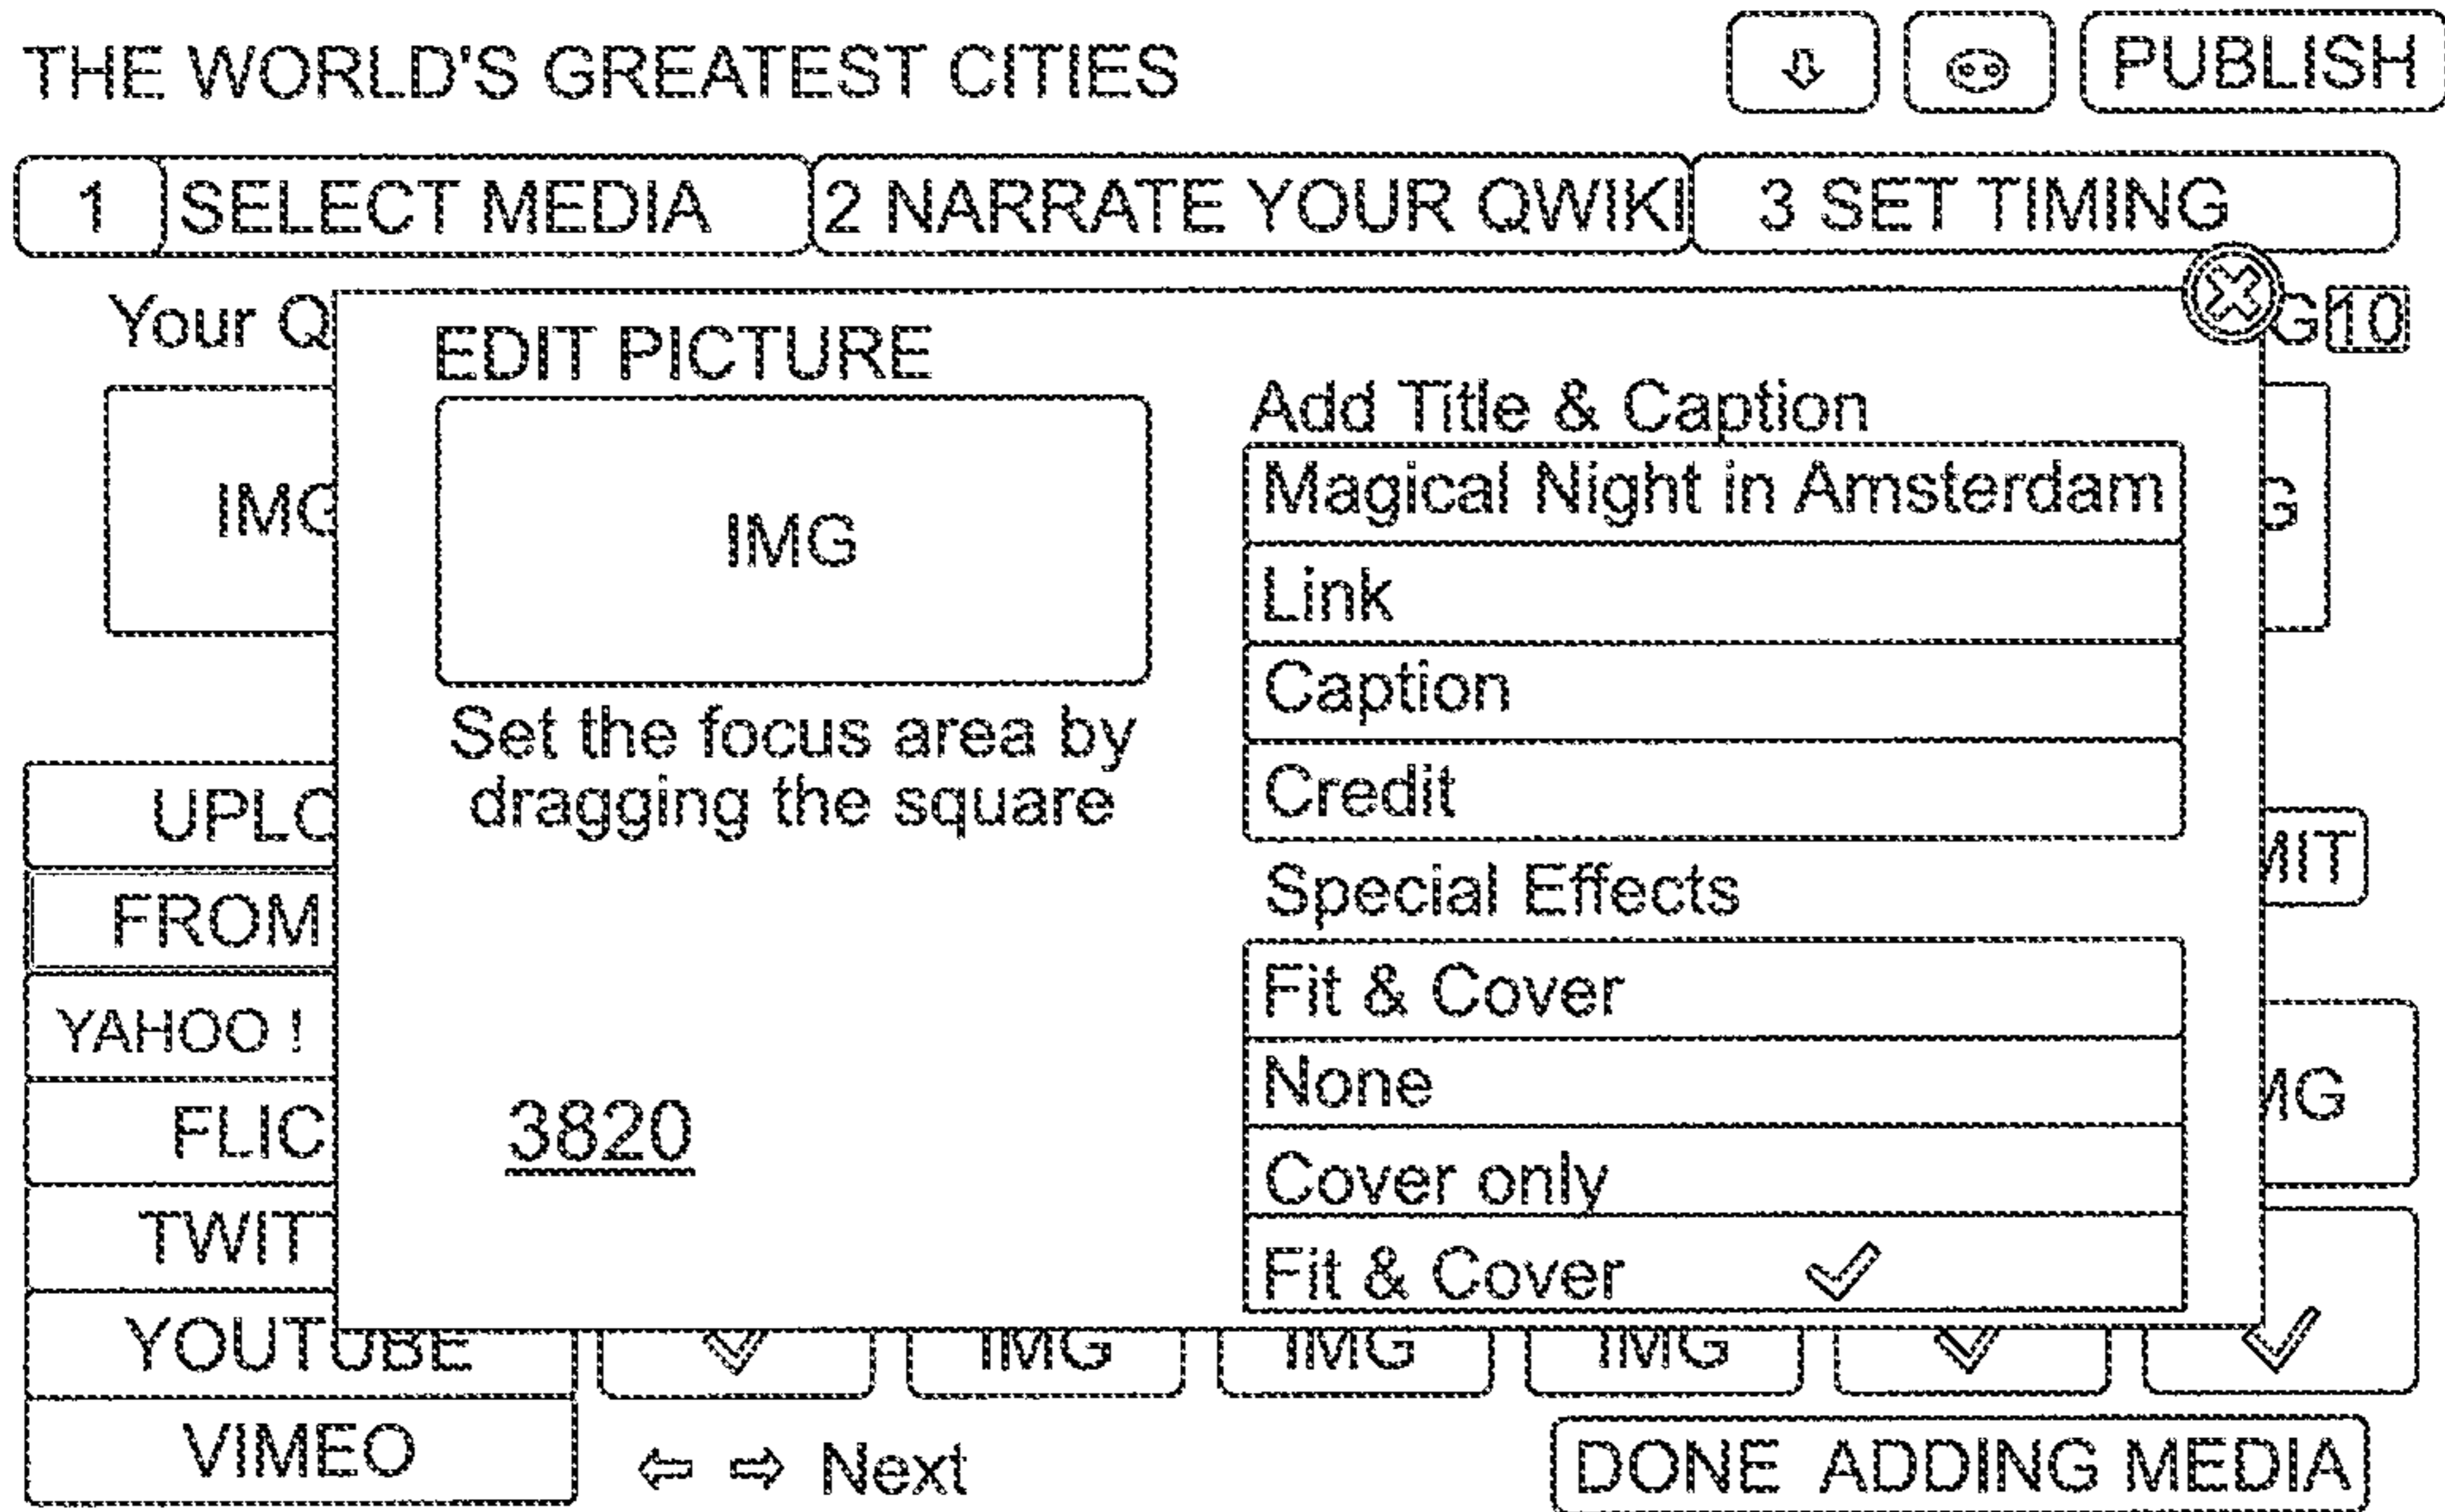 THE WORLD'S GREATEST CITIES
PUBLISH
1 SELECT MEDIA
2 NARRATE YOUR QWIKI
3 SET TIMING
Your Q
G 10
EDIT PICTURE
IMG
IMG
G
Set the focus area by
dragging the square
Add Title & Caption
Magical Night in Amsterdam
Link
Caption
Credit
Special Effects
Fit & Cover
None
Cover only
Fit & Cover
3820
UPLO
FROM
YAHOO !
FLIC
TWIT
YOUTUBE
VIMEO
MIT
MG
IMG
IMG
IMG
Next
DONE ADDING MEDIA